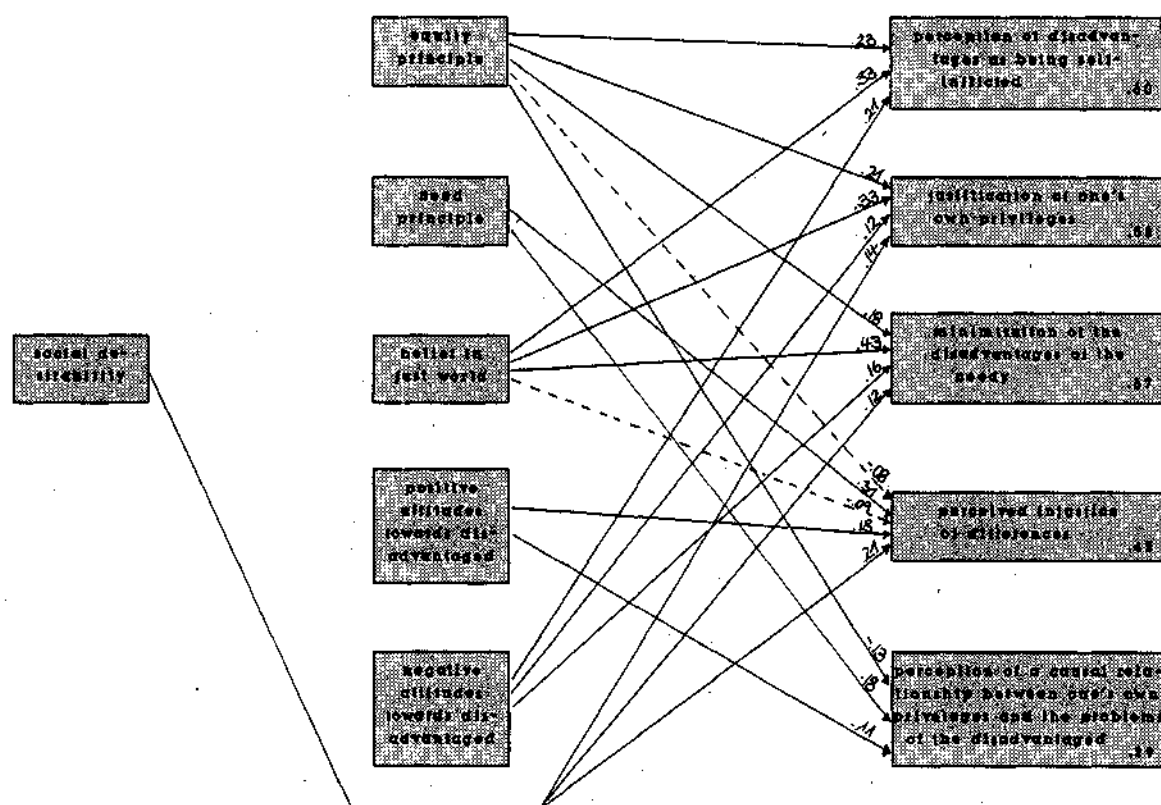 equity
principle
.23
perception of disadvan-
tages as being self-
inflicted
.60
.53
.21
need
principle
.21
.33
.12
.14
justification of one's
own privileges
social de-
sirability
belief in
just world
.18
.43
.16
.12
minimization of the
disadvantages of the
needy
.57
positive
attitudes
towards dis-
advantaged
-.08
.31
-.09
.18
.21
perceived injustice
of differences
negative
attitudes
towards dis-
advantaged
-.13
.18
.11
perception of a causal rela-
tionship between one's own
privileges and the problems
of the disadvantaged